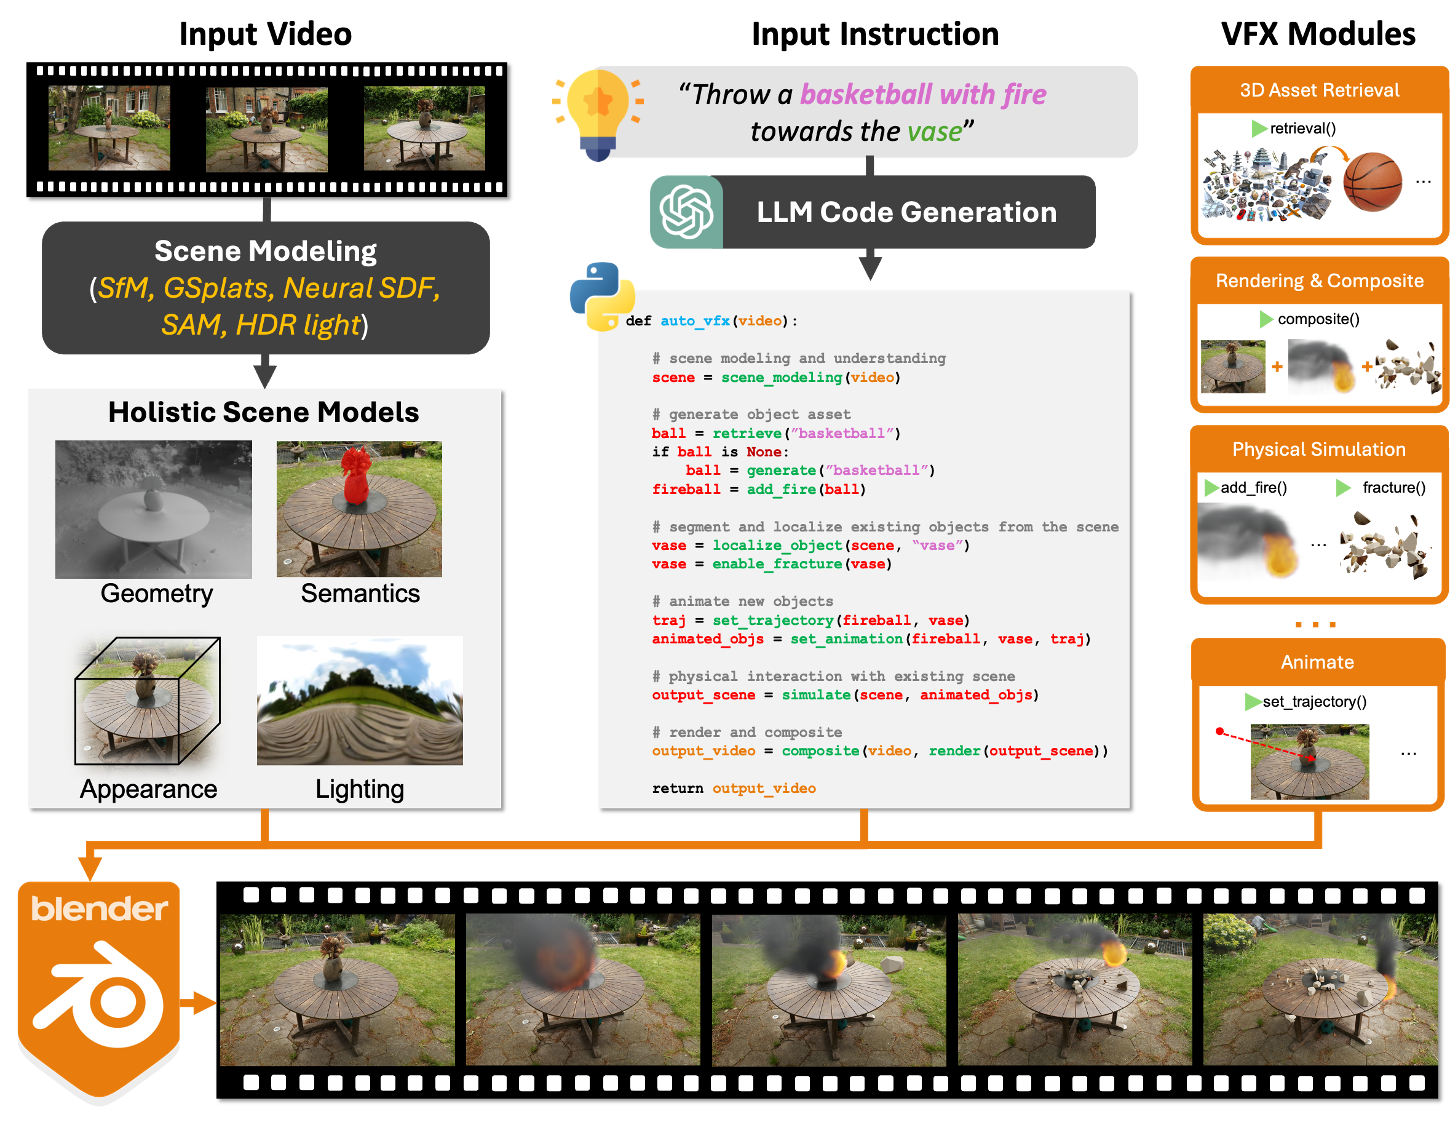 Input Video
Scene Modeling
(SfM, GSplats, Neural SDF,
SAM, HDR light)
Holistic Scene Models
Geometry
Semantics
Appearance
Lighting
Input Instruction
“Throw a basketball with fire
towards the vase”
LLM Code Generation
def auto_vfx(video):
# scene modeling and understanding
scene = scene_modeling(video)
# generate object asset
ball = retrieve(”basketball”)
if ball is None:
ball = generate(”basketball”)
fireball = add_fire(ball)
# segment and localize existing objects from the scene
vase = localize_object(scene, “vase”)
vase = enable_fracture(vase)
# animate new objects
traj = set_trajectory(fireball, vase)
animated_objs = set_animation(fireball, vase, traj)
# physical interaction with existing scene
output_scene = simulate(scene, animated_objs)
# render and composite
output_video = composite(video, render(output_scene))
return output_video
VFX Modules
3D Asset Retrieval
retrieval()
...
Rendering & Composite
composite()
+ +
Physical Simulation
add_fire() fracture()
...
...
Animate
set_trajectory()
...
blender